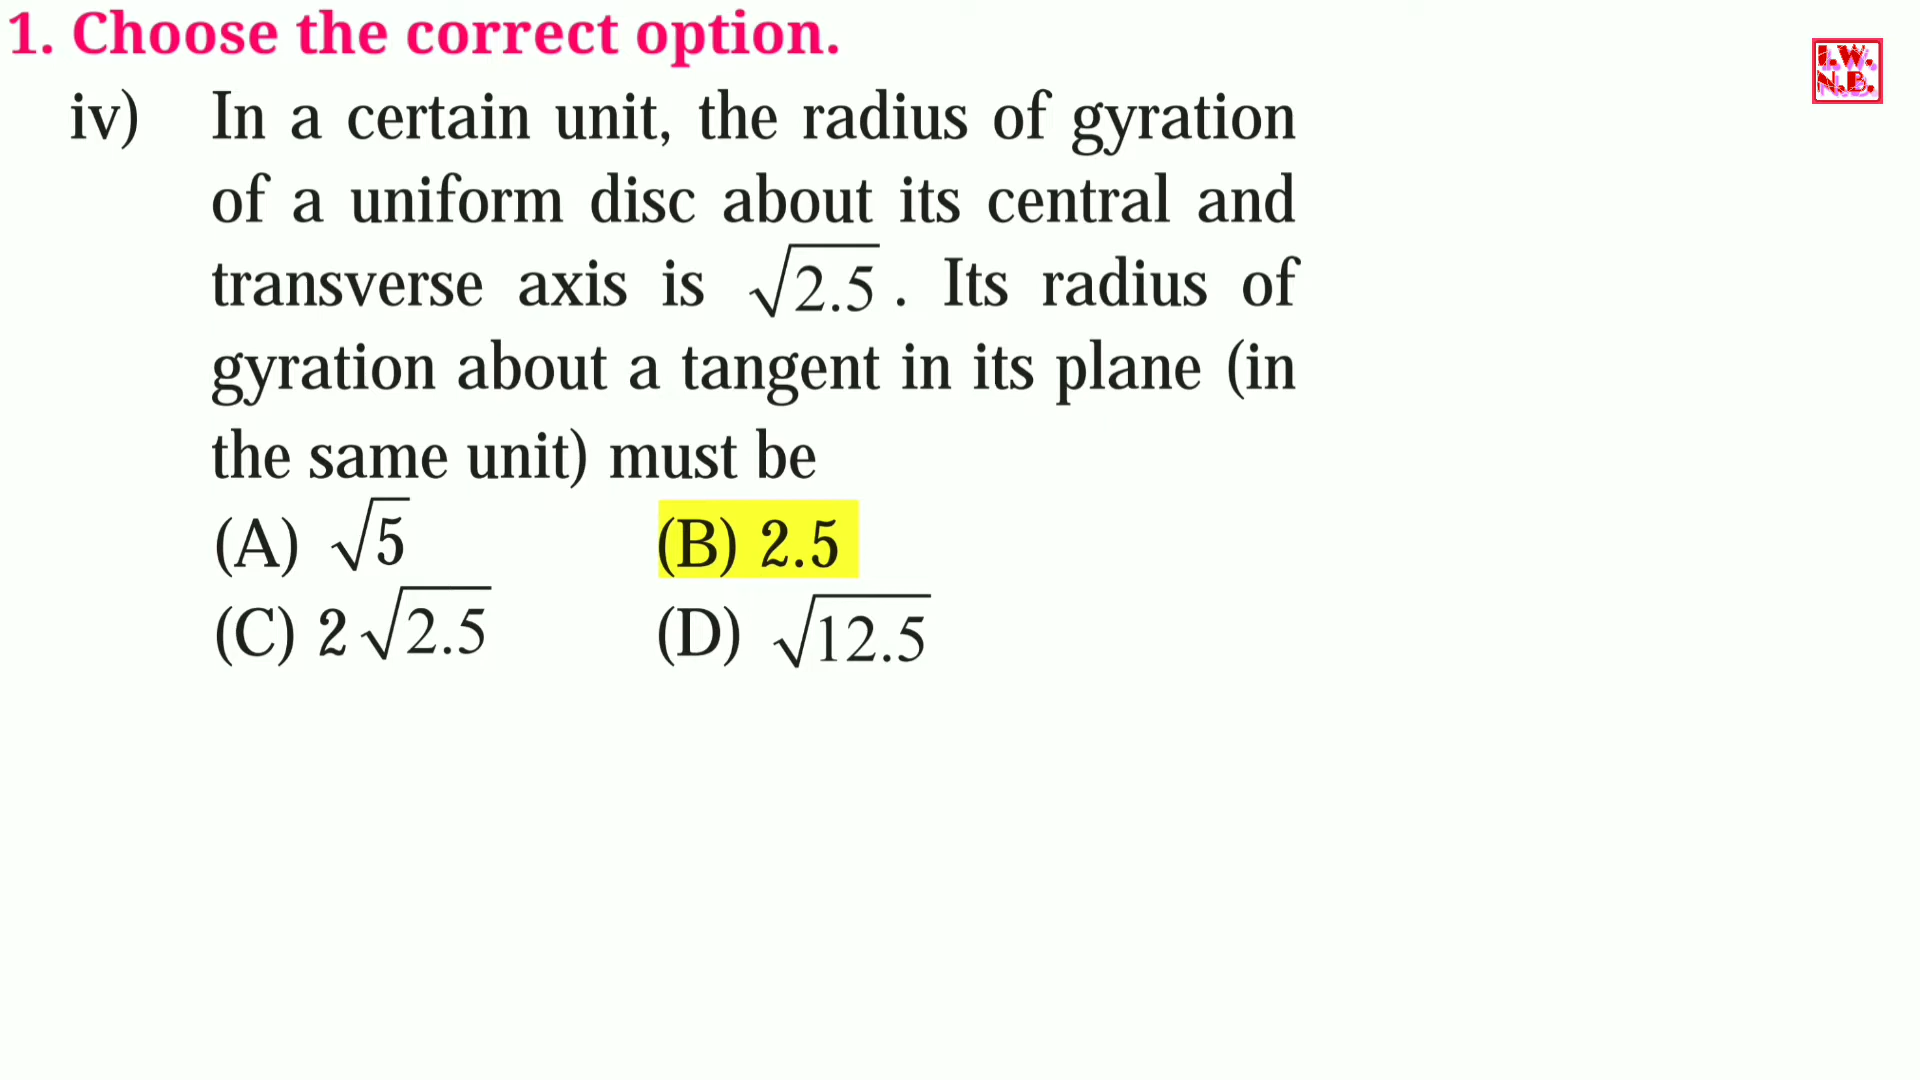 1. Choose the correct option.
I.W.
N.B.
iv) In a certain unit, the radius of gyration
of a uniform disc about its central and
transverse axis is √2.5 . Its radius of
gyration about a tangent in its plane (in
the same unit) must be
(A) √5 (B) 2.5
(C) 2√2.5 (D) √12.5